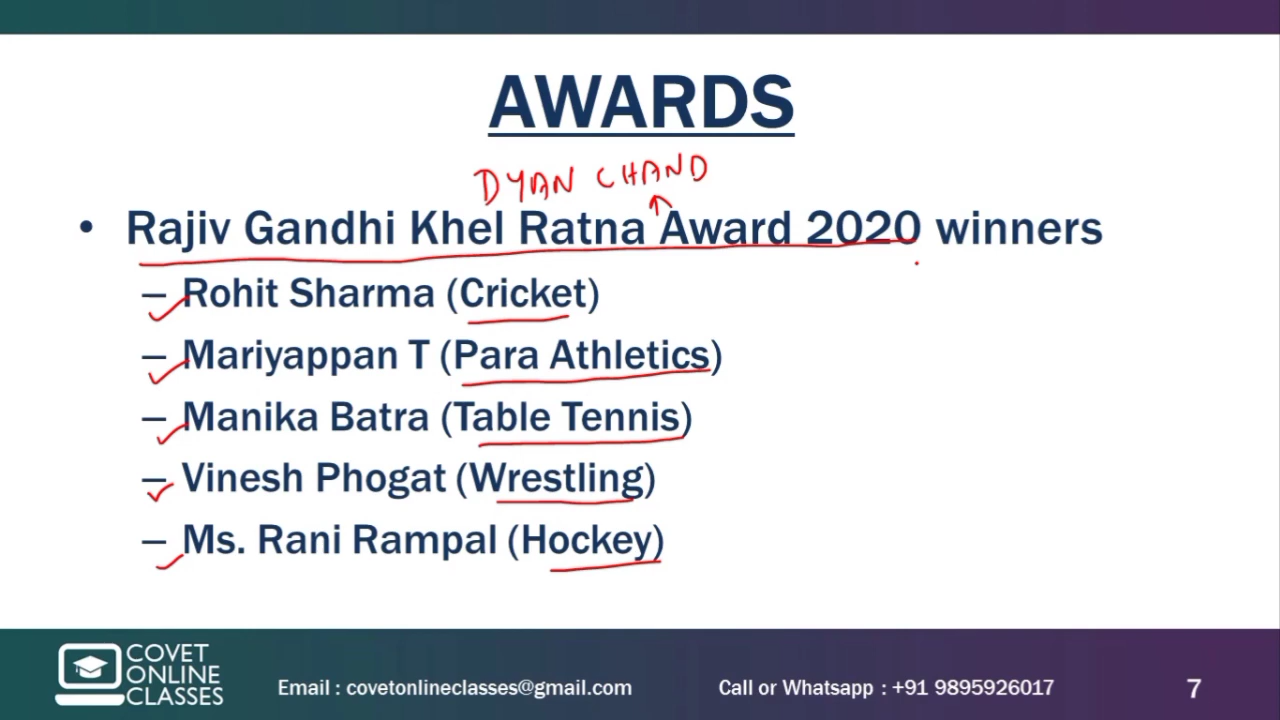 AWARDS
DYAN CHAND
• Rajiv Gandhi Khel Ratna Award 2020 winners
– Rohit Sharma (Cricket)
– Mariyappan T (Para Athletics)
– Manika Batra (Table Tennis)
– Vinesh Phogat (Wrestling)
– Ms. Rani Rampal (Hockey)
COVET
ONLINE
CLASSES
Email : covetonlineclasses@gmail.com
Call or Whatsapp : +91 9895926017
7